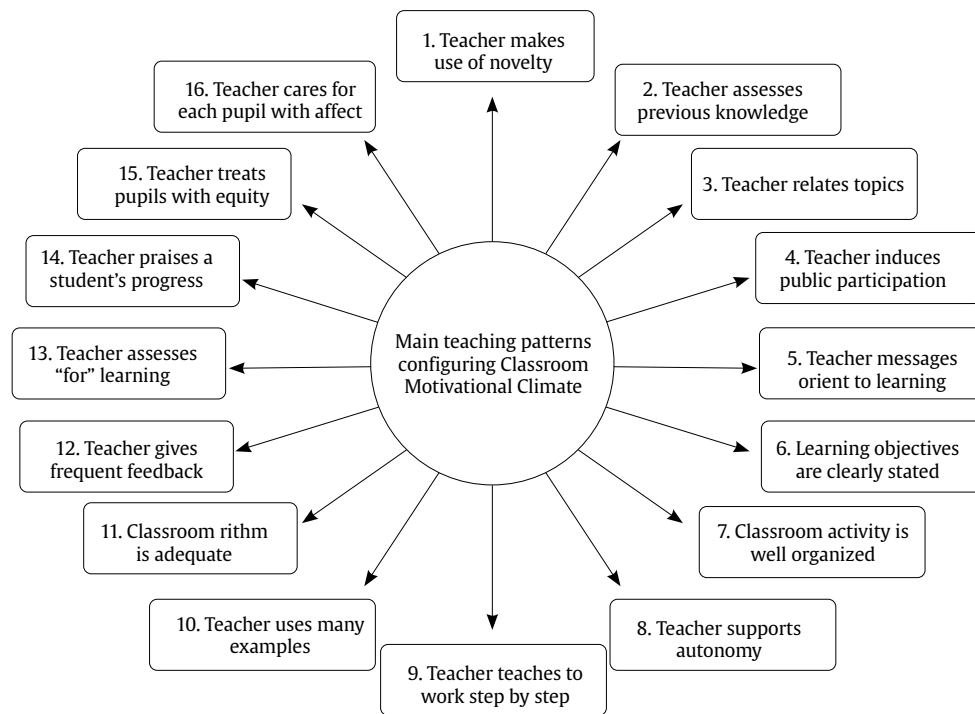 1. Teacher makes
use of novelty
2. Teacher assesses
previous knowledge
3. Teacher relates topics
4. Teacher induces
public participation
5. Teacher messages
orient to learning
6. Learning objectives
are clearly stated
7. Classroom activity is
well organized
8. Teacher supports
autonomy
9. Teacher teaches to
work step by step
10. Teacher uses many
examples
11. Classroom rithm
is adequate
12. Teacher gives
frequent feedback
13. Teacher assesses
“for” learning
14. Teacher praises a
student’s progress
15. Teacher treats
pupils with equity
16. Teacher cares for
each pupil with affect
Main teaching patterns
configuring Classroom
Motivational Climate